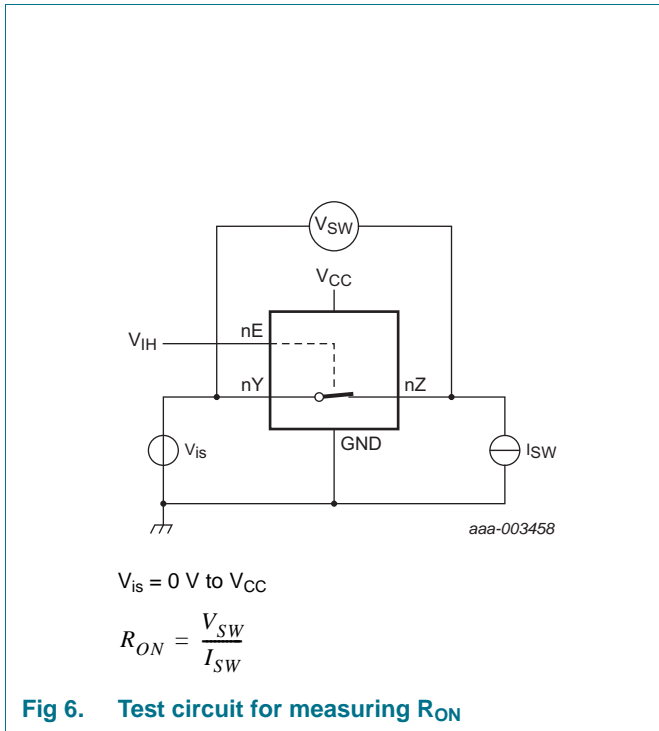 VSW
VCC
VIH
nE
nY
nZ
GND
Vis
ISW
aaa-003458
Vis = 0 V to VCC
RON = VSW / ISW
Fig 6. Test circuit for measuring RON